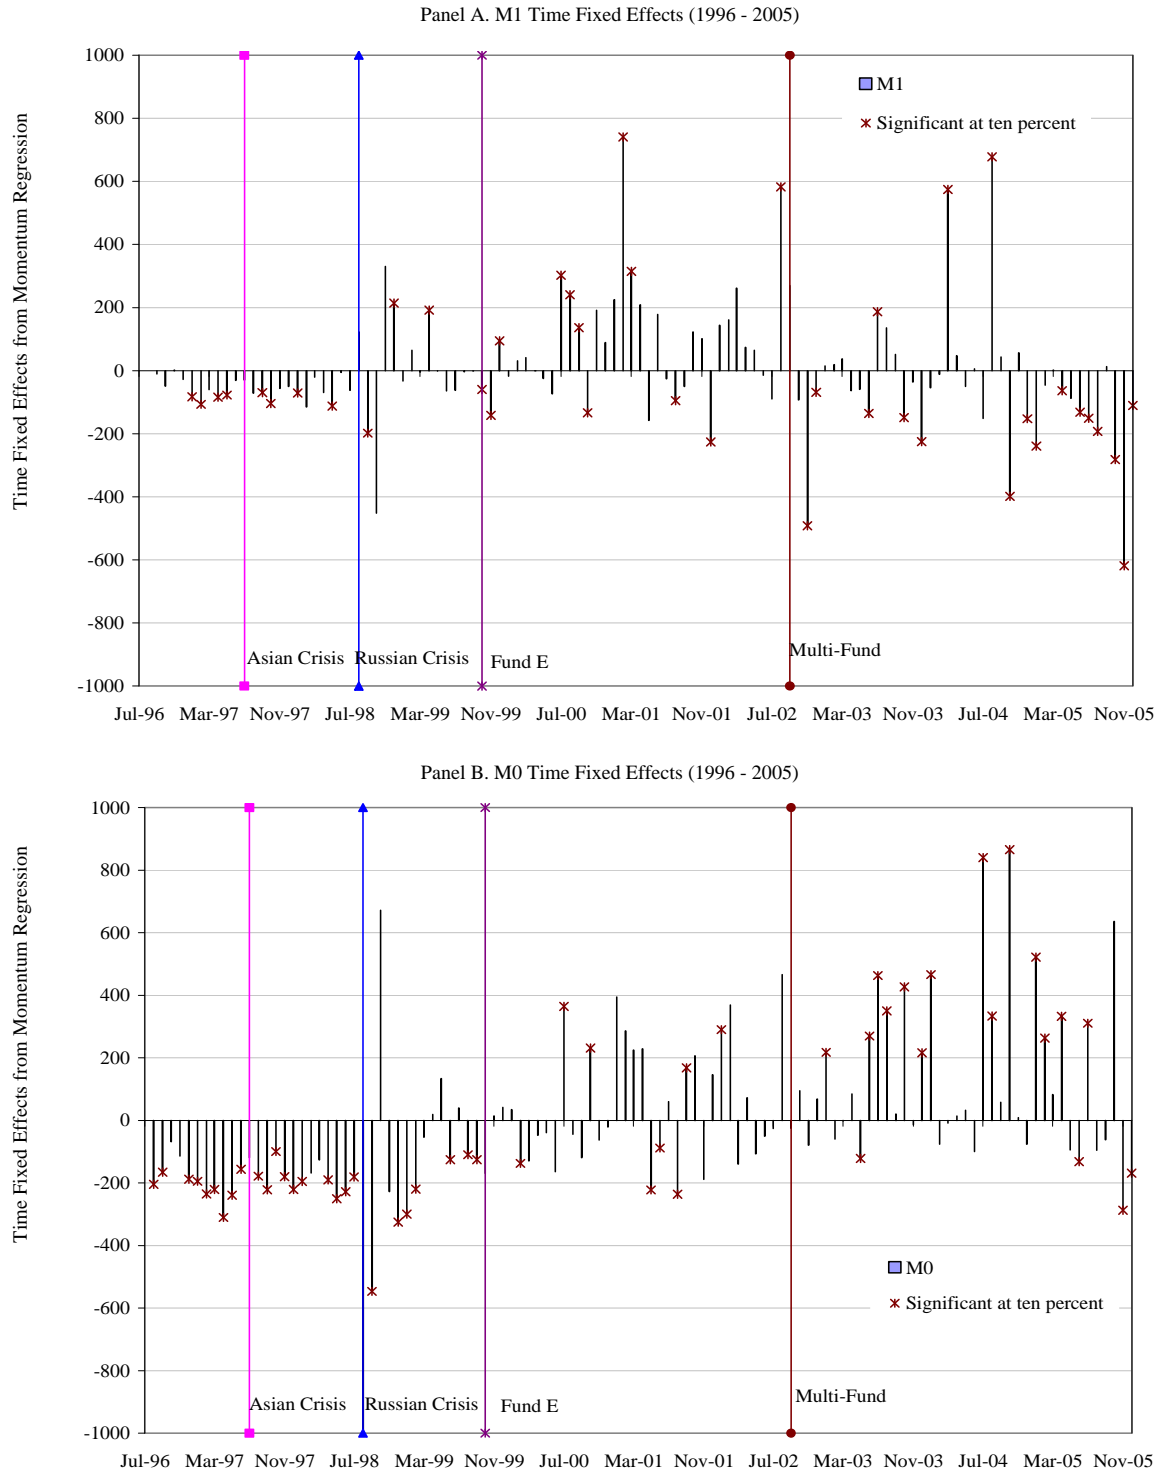 Panel A. M1 Time Fixed Effects (1996 - 2005)
Time Fixed Effects from Momentum Regression
1000
800
600
400
200
0
-200
-400
-600
-800
-1000
M1
Significant at ten percent
Asian Crisis
Russian Crisis
Fund E
Multi-Fund
Jul-96 Mar-97 Nov-97 Jul-98 Mar-99 Nov-99 Jul-00 Mar-01 Nov-01 Jul-02 Mar-03 Nov-03 Jul-04 Mar-05 Nov-05
Panel B. M0 Time Fixed Effects (1996 - 2005)
Time Fixed Effects from Momentum Regression
1000
800
600
400
200
0
-200
-400
-600
-800
-1000
M0
Significant at ten percent
Asian Crisis
Russian Crisis
Fund E
Multi-Fund
Jul-96 Mar-97 Nov-97 Jul-98 Mar-99 Nov-99 Jul-00 Mar-01 Nov-01 Jul-02 Mar-03 Nov-03 Jul-04 Mar-05 Nov-05